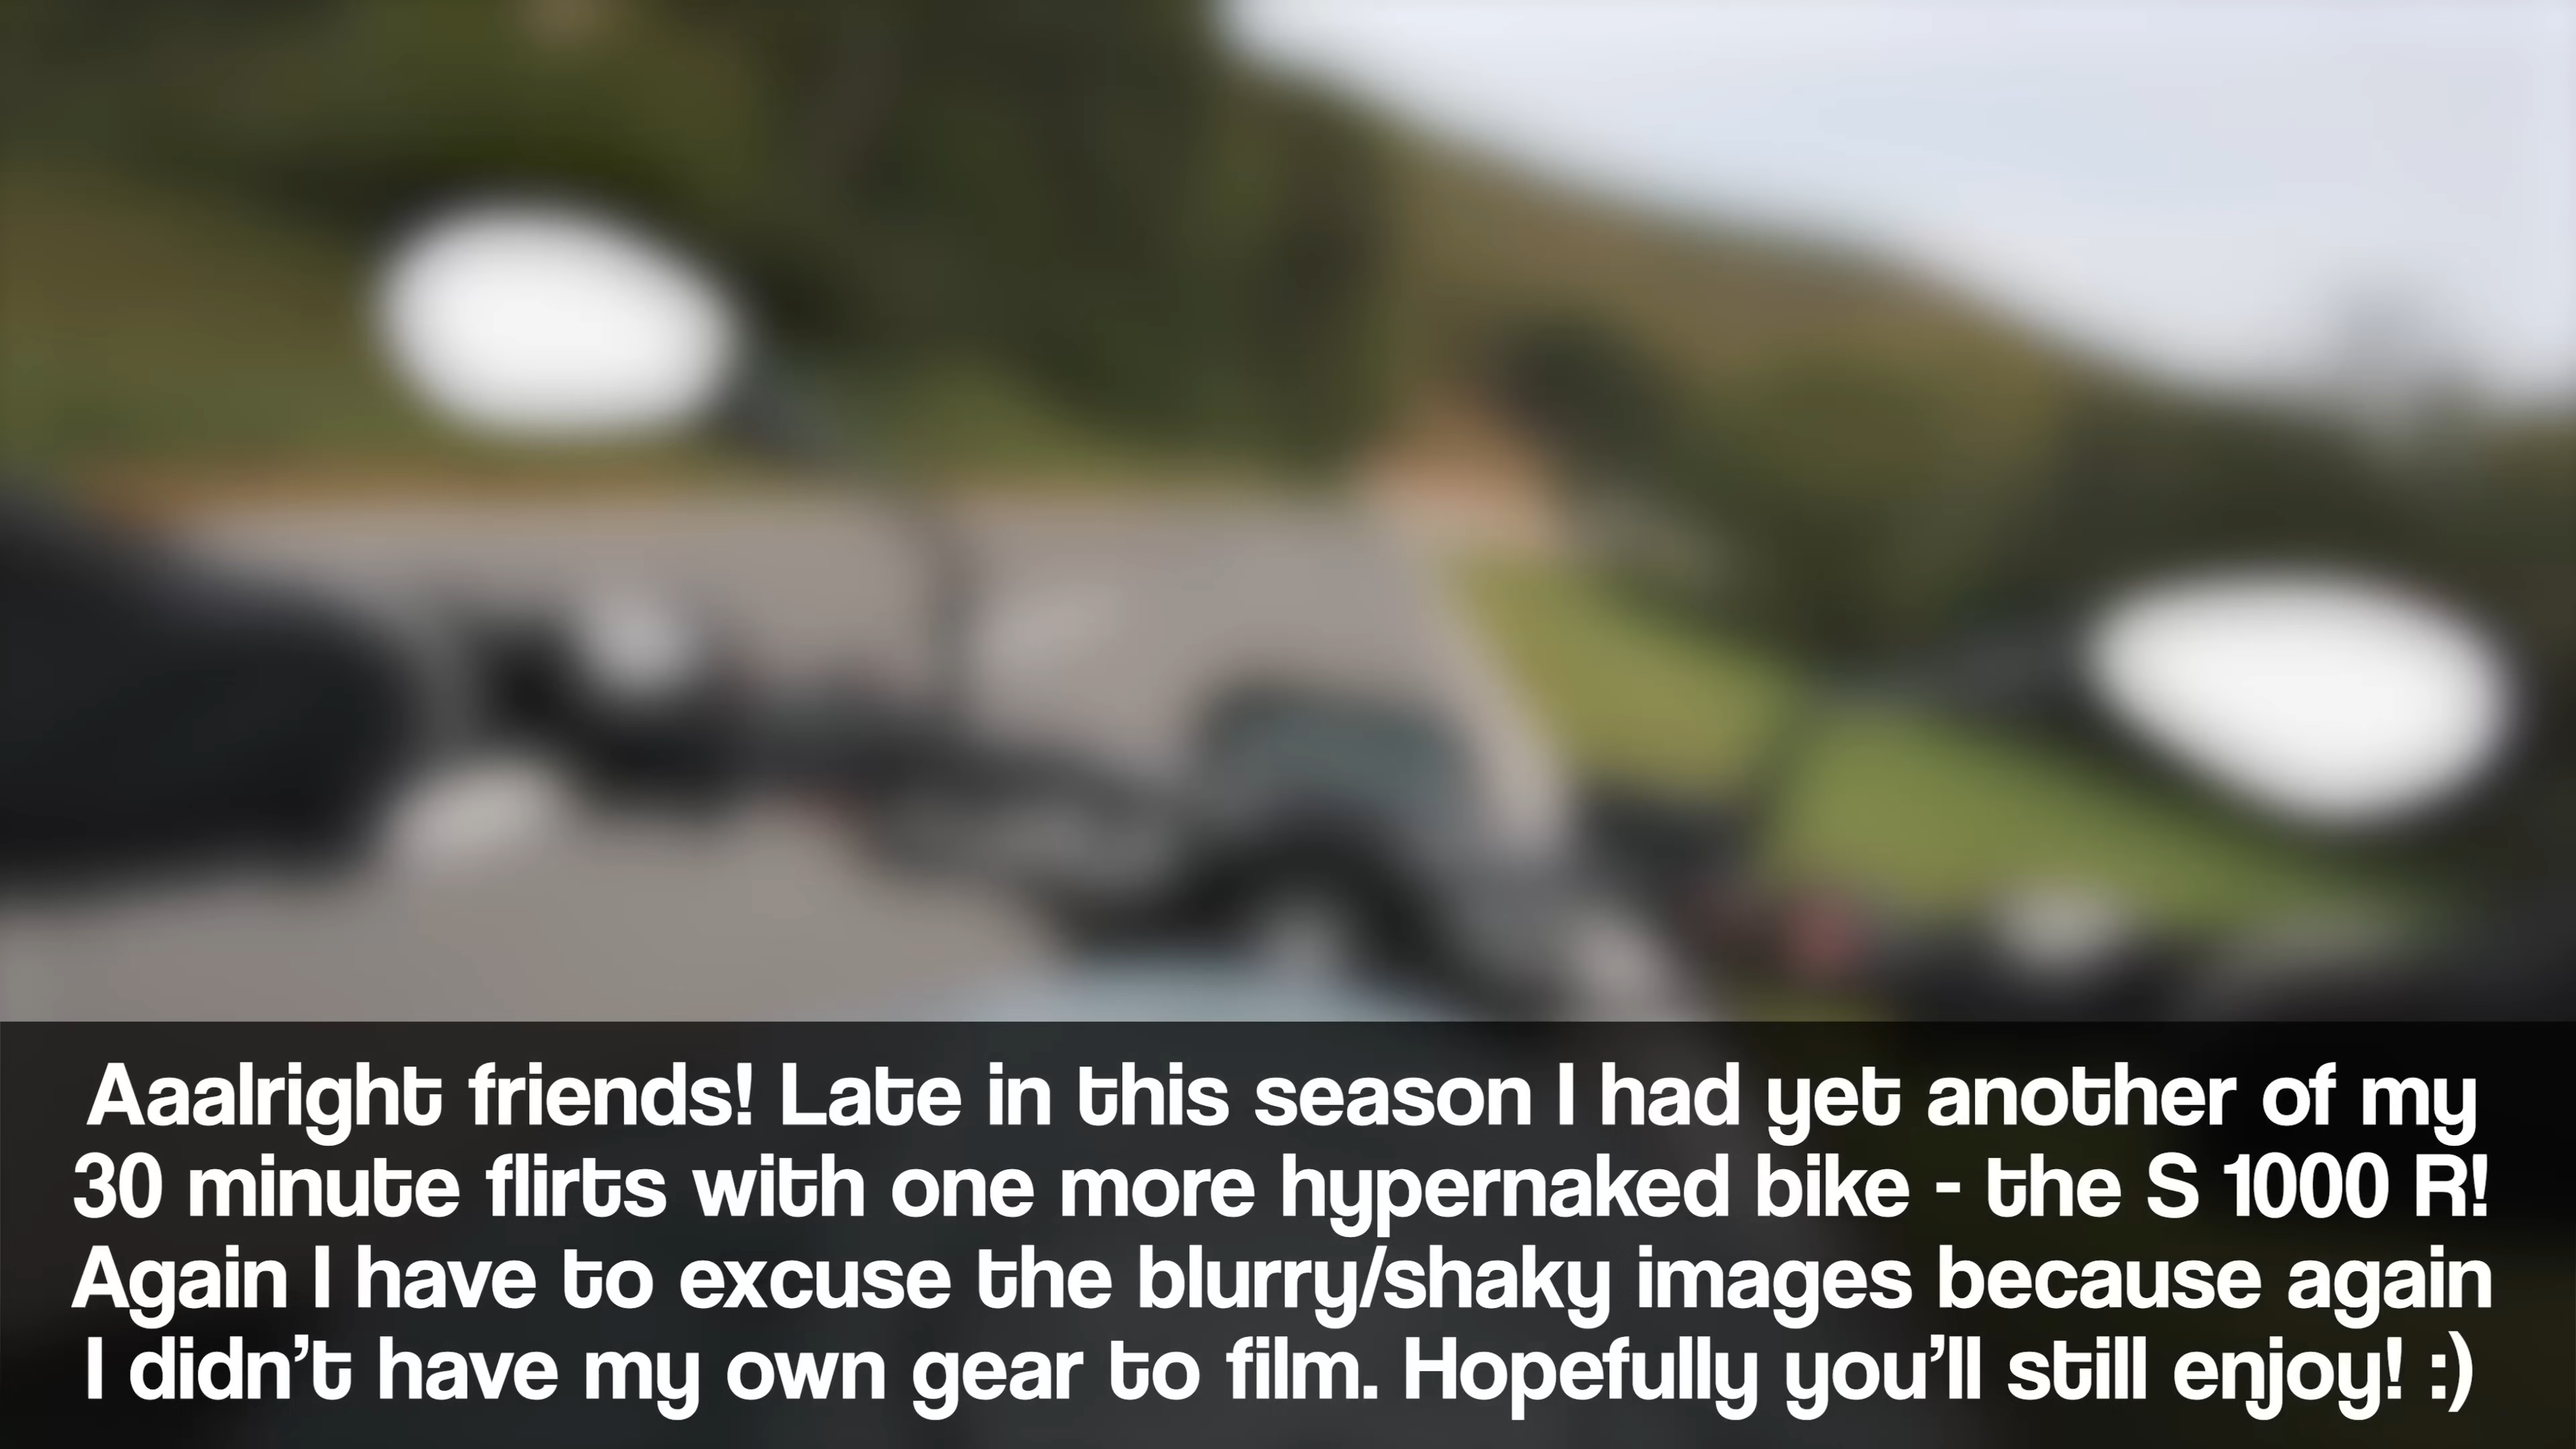 Aaalright friends! Late in this season I had yet another of my
30 minute flirts with one more hypernaked bike - the S 1000 R!
Again I have to excuse the blurry/shaky images because again
I didn’t have my own gear to film. Hopefully you’ll still enjoy! :)